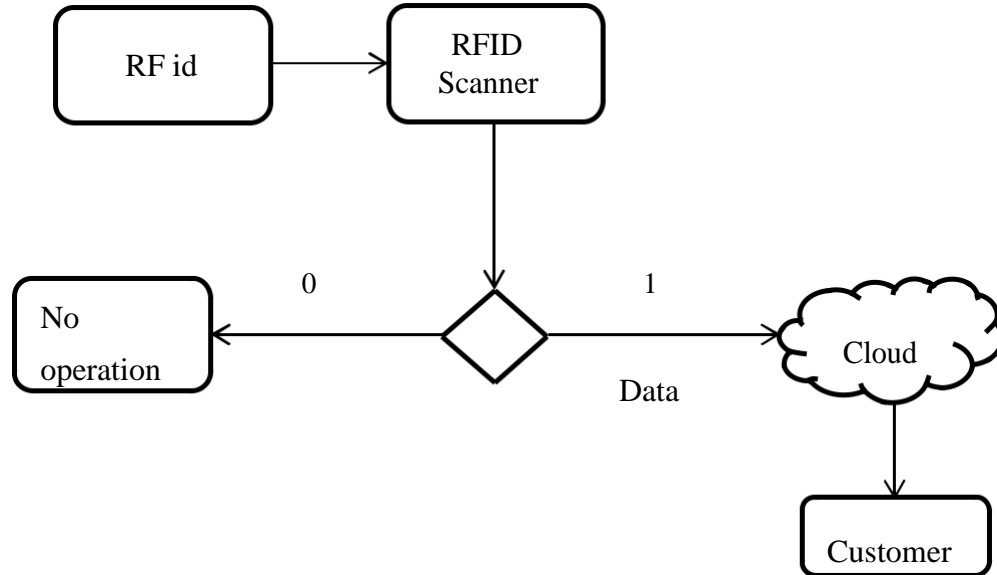 RF id
RFID
Scanner
0
1
No
operation
Cloud
Data
Customer